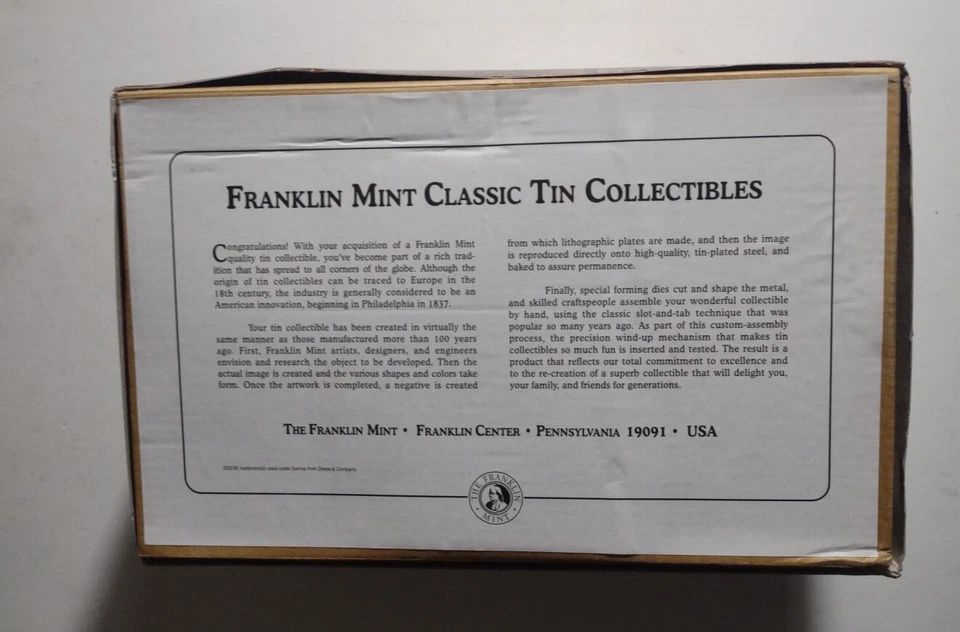 FRANKLIN MINT CLASSIC TIN COLLECTIBLES
Congratulations! With your acquisition of a Franklin Mint
quality tin collectible, you've become part of a rich trad-
ition that has spread to all corners of the globe. Although the
origin of tin collectibles can be traced to Europe in the
18th century, the industry is generally considered to be an
American innovation, beginning in Philadelphia in 1837.
Your tin collectible has been created in virtually the
same manner as those manufactured more than 100 years
ago. First, Franklin Mint artists, designers, and engineers
envision and research the object to be developed. Then the
actual image is created and the various shapes and colors take
form. Once the artwork is completed, a negative is created
from which lithographic plates are made, and then the image
is reproduced directly onto high-quality, tin-plated steel, and
baked to assure permanence.
Finally, special forming dies cut and shape the metal,
and skilled craftspeople assemble your wonderful collectible
by hand, using the classic slot-and-tab technique that was
popular so many years ago. As part of this custom-assembly
process, the precision wind-up mechanism that makes tin
collectibles so much fun is inserted and tested. The result is a
product that reflects our total commitment to excellence and
to the re-creation of a superb collectible that will delight you,
your family, and friends for generations.
THE FRANKLIN MINT • FRANKLIN CENTER • PENNSYLVANIA 19091 • USA
DEERE trademark(s) used under license from Deere & Company.
THE FRANKLIN • MINT •